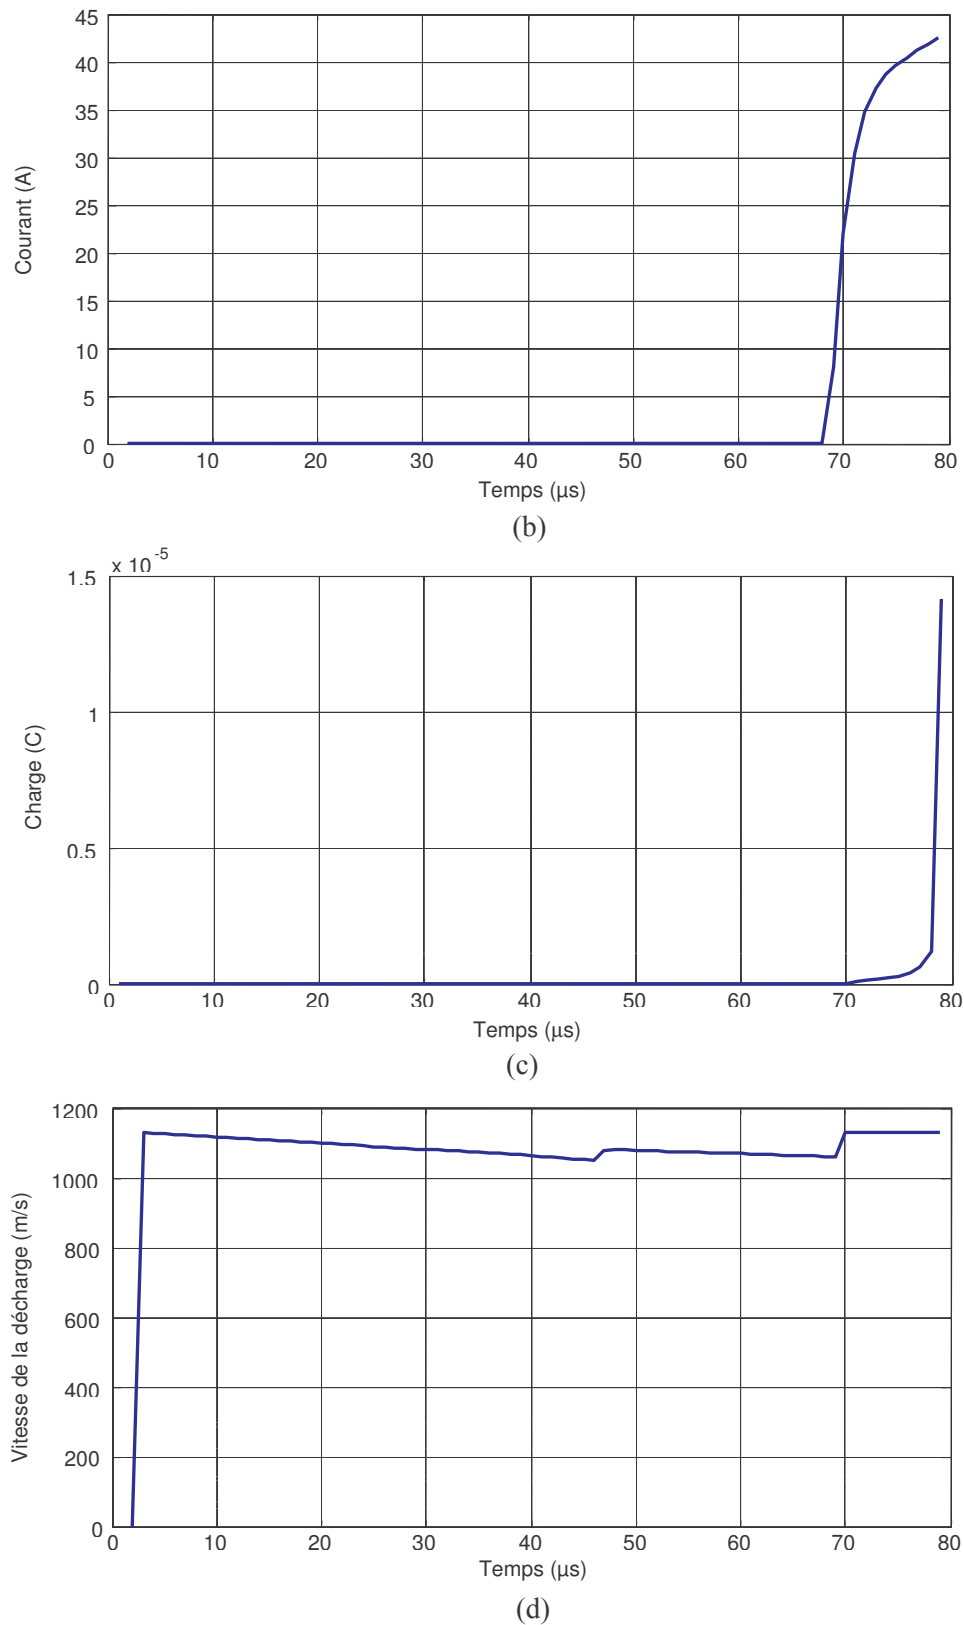 45
40
35
30
25
20
15
10
5
0
Courant (A)
0 10 20 30 40 50 60 70 80
Temps (µs)
(b)
x 10 -5
1.5
1
0.5
0
Charge (C)
0 10 20 30 40 50 60 70 80
Temps (µs)
(c)
1200
1000
800
600
400
200
0
Vitesse de la décharge (m/s)
0 10 20 30 40 50 60 70 80
Temps (µs)
(d)